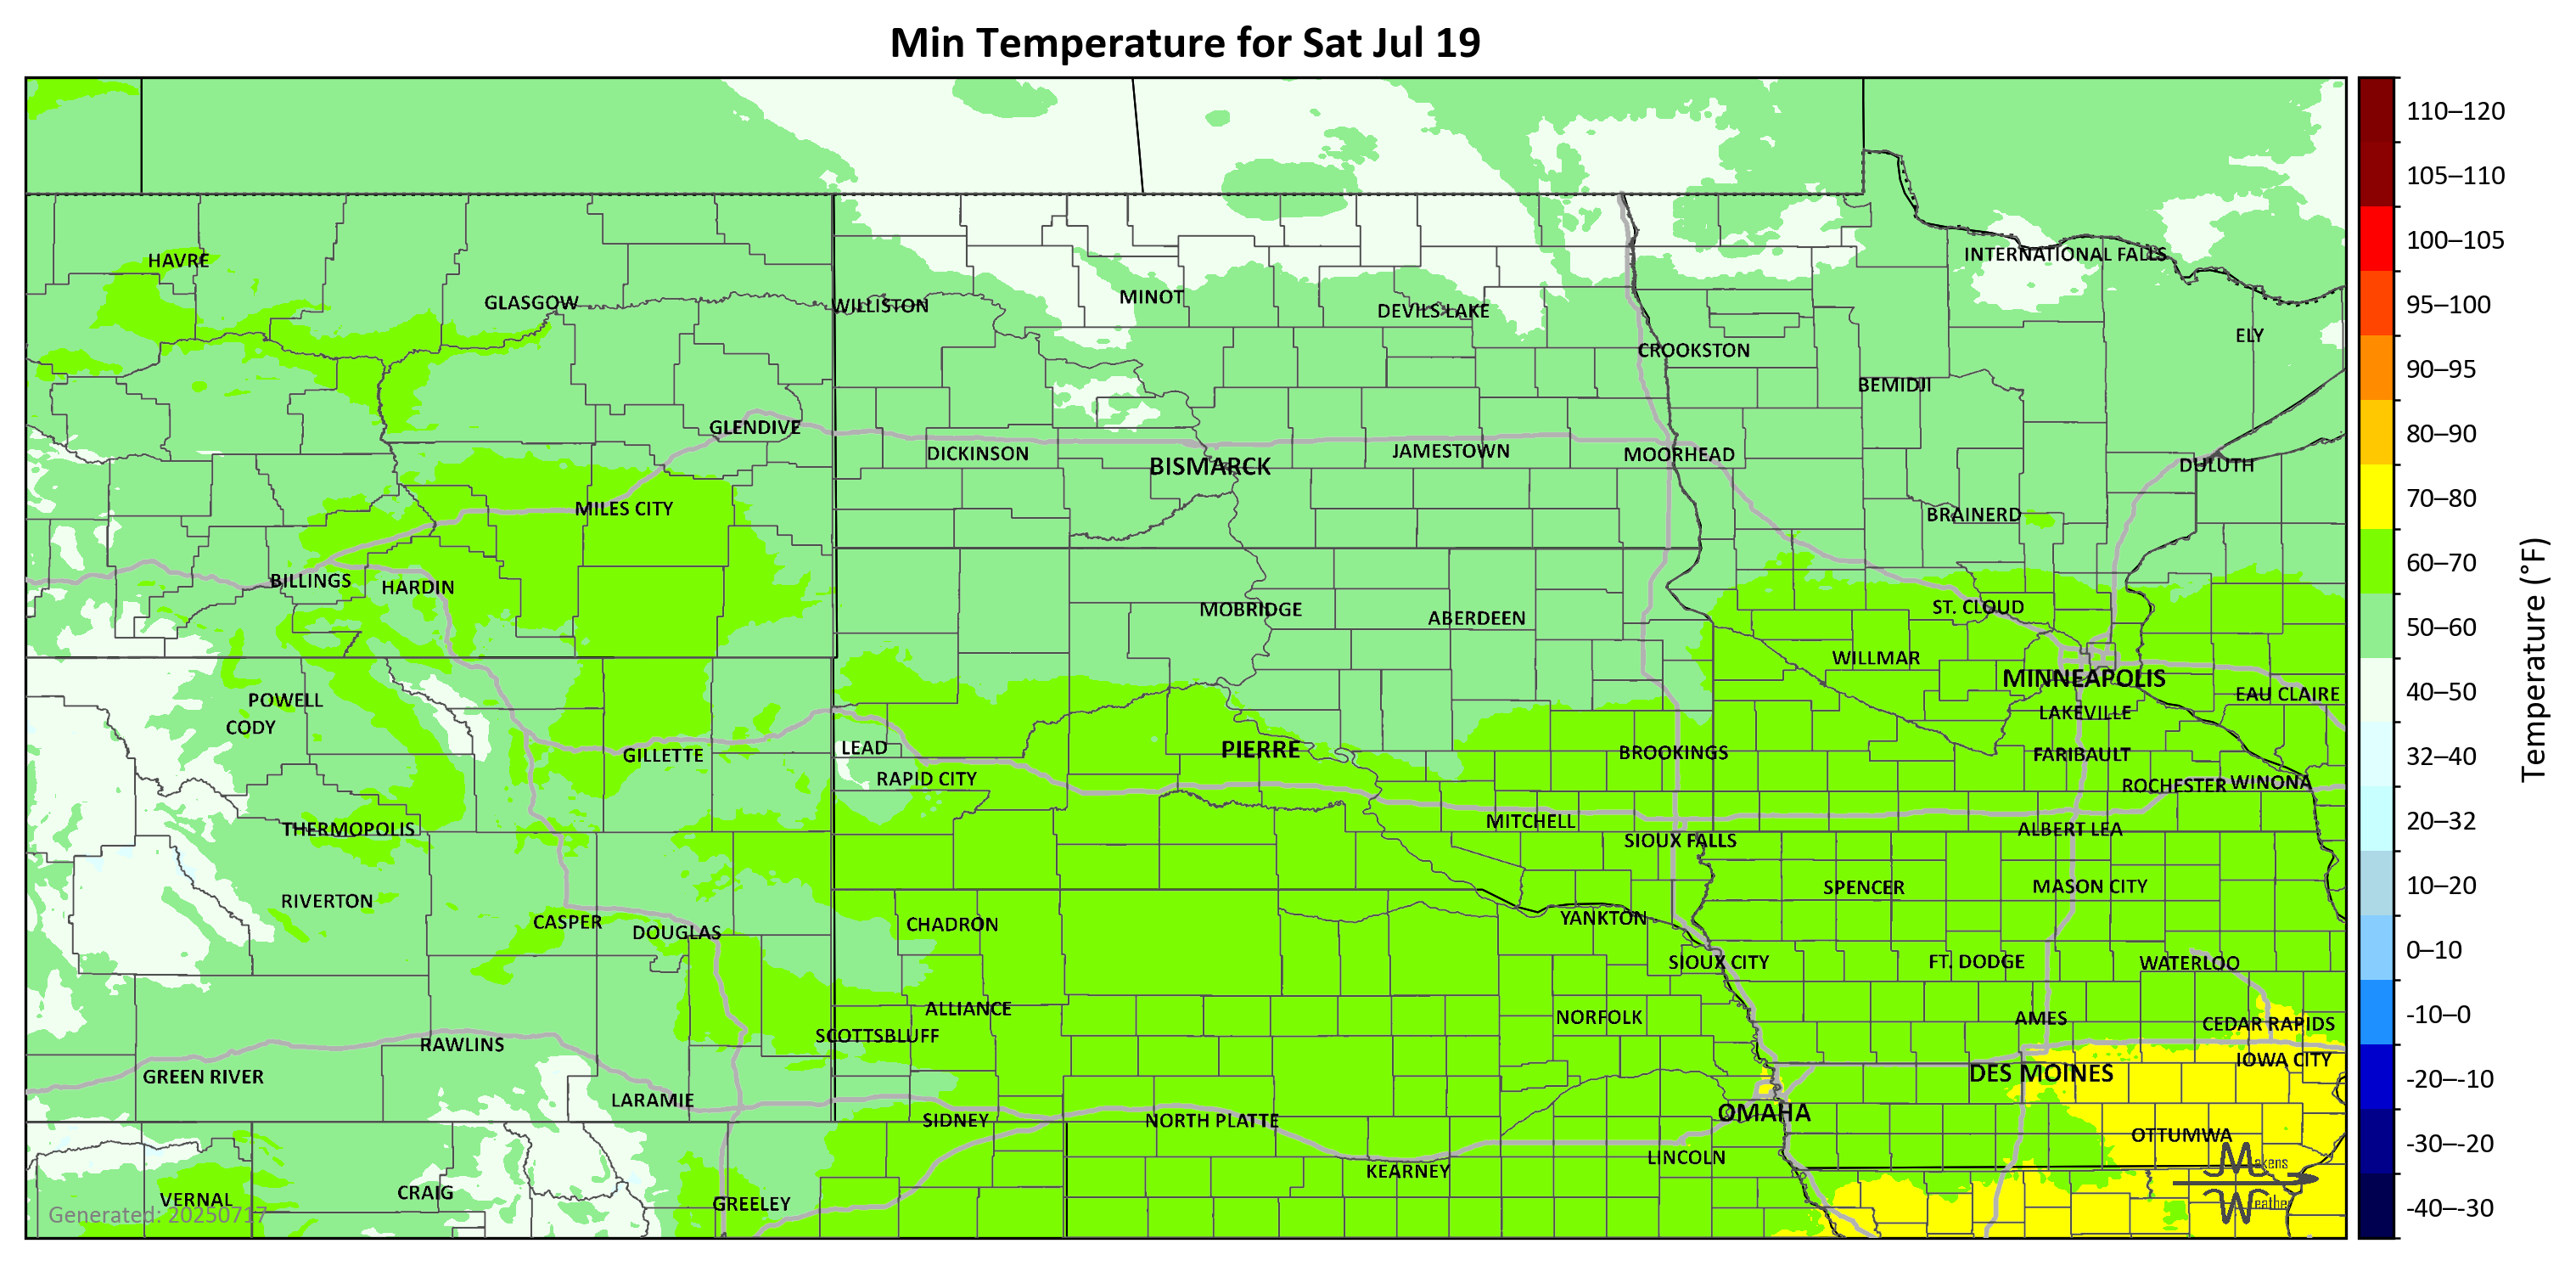 Min Temperature for Sat Jul 19
110–120
105–110
100–105
95–100
90–95
80–90
70–80
60–70
50–60
40–50
32–40
20–32
10–20
0–10
-10–0
-20–-10
-30–-20
-40–-30
Temperature (°F)
HAVRE
GLASGOW
WILLISTON
MINOT
DEVILS LAKE
INTERNATIONAL FALLS
ELY
CROOKSTON
BEMIDJI
GLENDIVE
DICKINSON
BISMARCK
JAMESTOWN
MOORHEAD
DULUTH
MILES CITY
BRAINERD
BILLINGS
HARDIN
MOBRIDGE
ABERDEEN
ST. CLOUD
WILLMAR
MINNEAPOLIS
EAU CLAIRE
POWELL
CODY
LAKEVILLE
GILLETTE
LEAD
PIERRE
BROOKINGS
FARIBAULT
RAPID CITY
ROCHESTER
WINONA
THERMOPOLIS
MITCHELL
SIOUX FALLS
ALBERT LEA
RIVERTON
SPENCER
MASON CITY
CASPER
DOUGLAS
CHADRON
YANKTON
SIOUX CITY
FT. DODGE
WATERLOO
ALLIANCE
NORFOLK
AMES
CEDAR RAPIDS
SCOTTSBLUFF
RAWLINS
IOWA CITY
GREEN RIVER
DES MOINES
LARAMIE
SIDNEY
NORTH PLATTE
OMAHA
OTTUMWA
LINCOLN
KEARNEY
VERNAL
CRAIG
GREELEY
Generated: 20250717
Makens
Weather